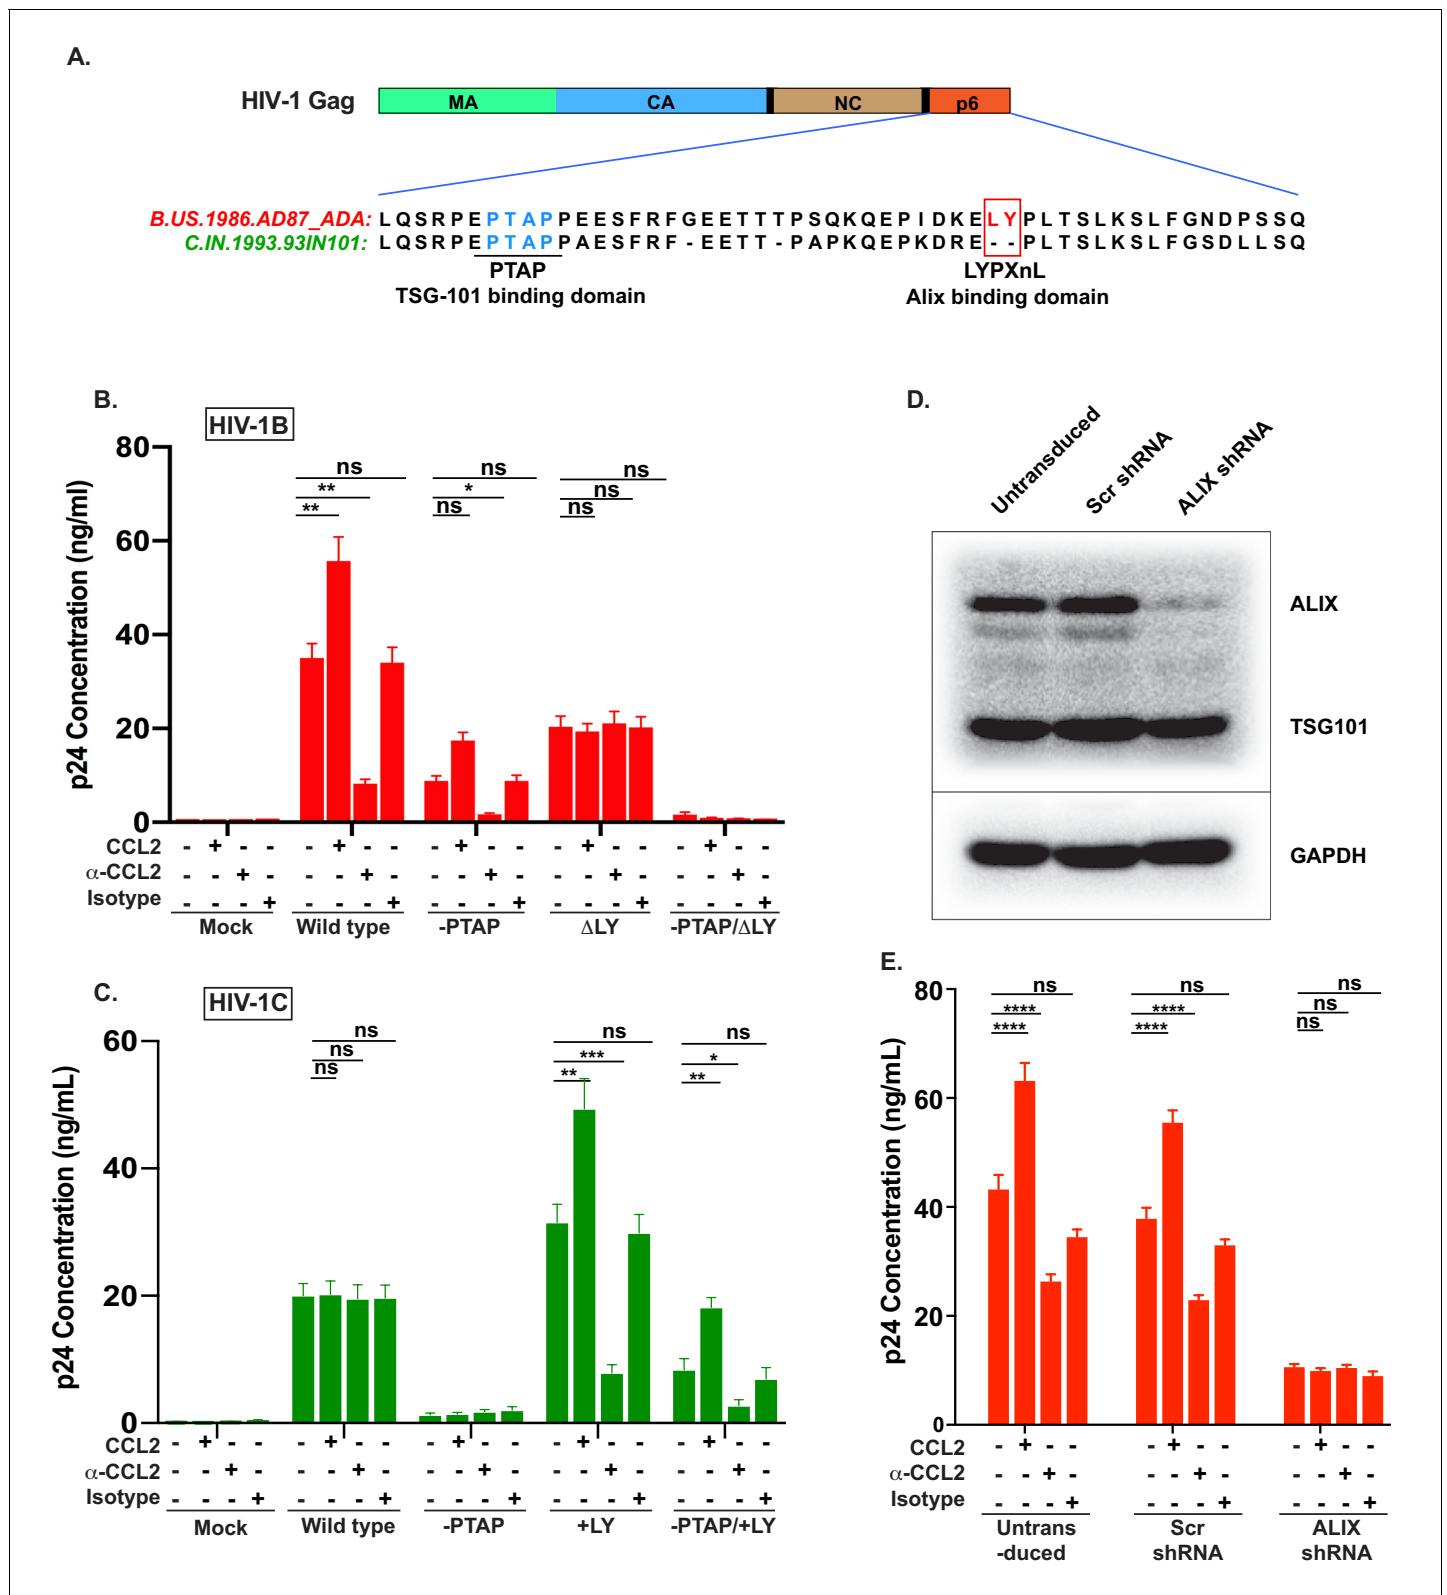 A.
HIV-1 Gag MA CA NC p6
B.US.1986.AD87_ADA: LQSRPEPTAPPEESFRFGEETTTPSQKQEPIDKELYPLTSLKSLFGNDPSSQ
C.IN.1993.93IN101: LQSRPEPTAPPAESFRF-EETT-PAPKQEPKDRE--PLTSLKSLFGSDLLSQ
PTAP LYPXnL
TSG-101 binding domain Alix binding domain
B.
HIV-1B
p24 Concentration (ng/ml)
80
60
40
20
0
ns ns ns
** * ns
** ns ns
CCL2 - + - - - + - - - + - - - + - - - + - -
α-CCL2 - - + - - - + - - - + - - - + - - - + -
Isotype - - - + - - - + - - - + - - - + - - - +
Mock Wild type -PTAP ΔLY -PTAP/ΔLY
C.
HIV-1C
p24 Concentration (ng/mL)
60
40
20
0
ns ns ns
ns *** *
ns ** **
CCL2 - + - - - + - - - + - - - + - - - + - -
α-CCL2 - - + - - - + - - - + - - - + - - - + -
Isotype - - - + - - - + - - - + - - - + - - - +
Mock Wild type -PTAP +LY -PTAP/+LY
D.
Untransduced Scr shRNA ALIX shRNA
ALIX
TSG101
GAPDH
E.
p24 Concentration (ng/mL)
80
60
40
20
0
ns ns ns
**** **** ns
**** **** ns
CCL2 - + - - - + - - - + - -
α-CCL2 - - + - - - + - - - + -
Isotype - - - + - - - + - - - +
Untrans Scr ALIX
-duced shRNA shRNA